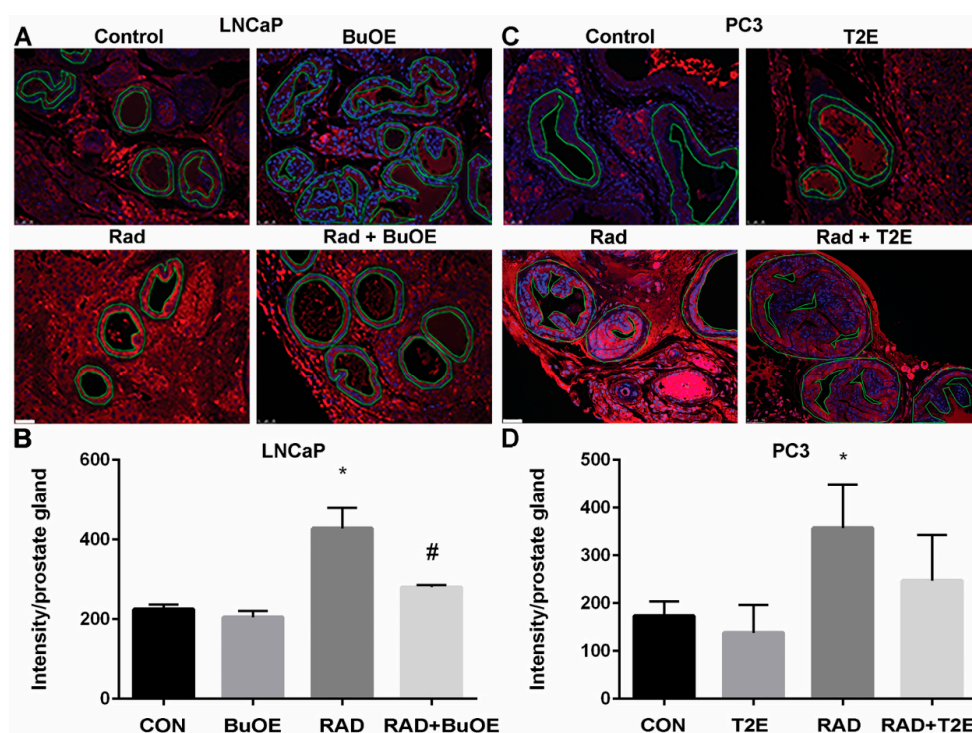 A
LNCaP
Control
BuOE
Rad
Rad + BuOE
C
PC3
Control
T2E
Rad
Rad + T2E
B
LNCaP
Intensity/prostate gland
600
400
200
0
*
#
CON
BuOE
RAD
RAD+BuOE
D
PC3
Intensity/prostate gland
500
400
300
200
100
0
*
CON
T2E
RAD
RAD+T2E